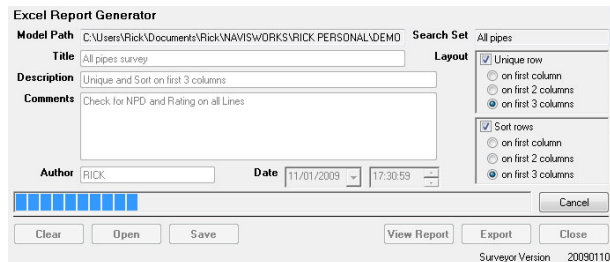 Excel Report Generator
Model Path C:\Users\Rick\Documents\Rick\NAVISWORKS\RICK PERSONAL\DEMO Search Set All pipes
Title All pipes survey Layout Unique row
on first column
Description Unique and Sort on first 3 columns on first 2 columns
Comments Check for NPD and Rating on all Lines on first 3 columns
Sort rows
on first column
on first 2 columns
Author RICK Date 11/01/2009 17:30:59 on first 3 columns
Cancel
Clear Open Save View Report Export Close
Surveyor Version 20090110